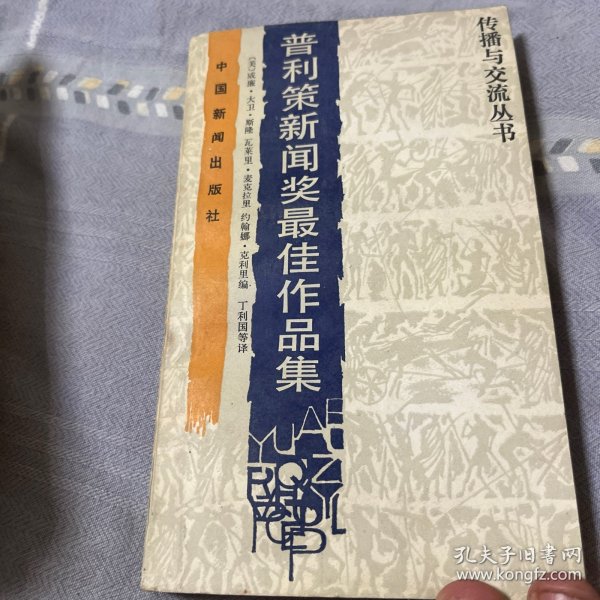 传播与交流丛书
普利策新闻奖最佳作品集
〔美〕威廉·大卫·斯隆 瓦莱里·麦克拉里 约翰娜·克利里编
丁利国等译
中国新闻出版社
孔夫子旧书网
www.kongfz.com